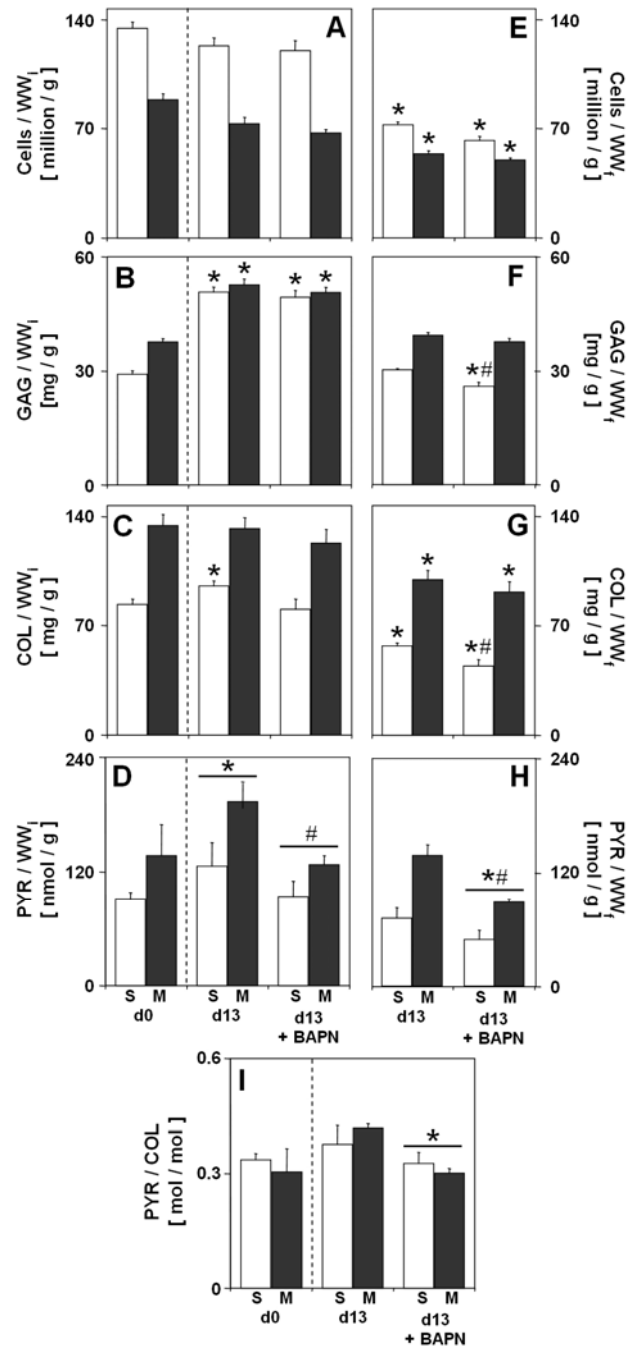 A
Cells / WWi
[ million / g ]
140
70
0
E
* * * *
Cells / WWf
[ million / g ]
140
70
0
B
GAG / WWi
[mg / g ]
60
30
0
* * * *
F
*#
GAG / WWf
[mg / g ]
60
30
0
C
COL / WWi
[ mg / g ]
140
70
0
*
G
* * *# *
COL / WWf
[ mg / g ]
140
70
0
D
PYR / WWi
[ nmol / g ]
240
120
0
* #
S M S M S M
d0 d13 d13
+ BAPN
H
*#
PYR / WWf
[ nmol / g ]
240
120
0
S M S M
d13 d13
+ BAPN
I
PYR / COL
[ mol / mol ]
0.6
0.3
0
*
S M S M S M
d0 d13 d13
+ BAPN